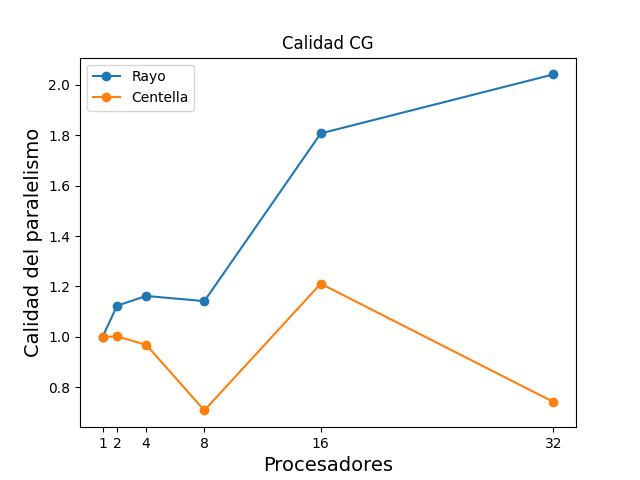 Calidad CG
Rayo
Centella
Calidad del paralelismo
2.0
1.8
1.6
1.4
1.2
1.0
0.8
1 2 4 8 16 32
Procesadores